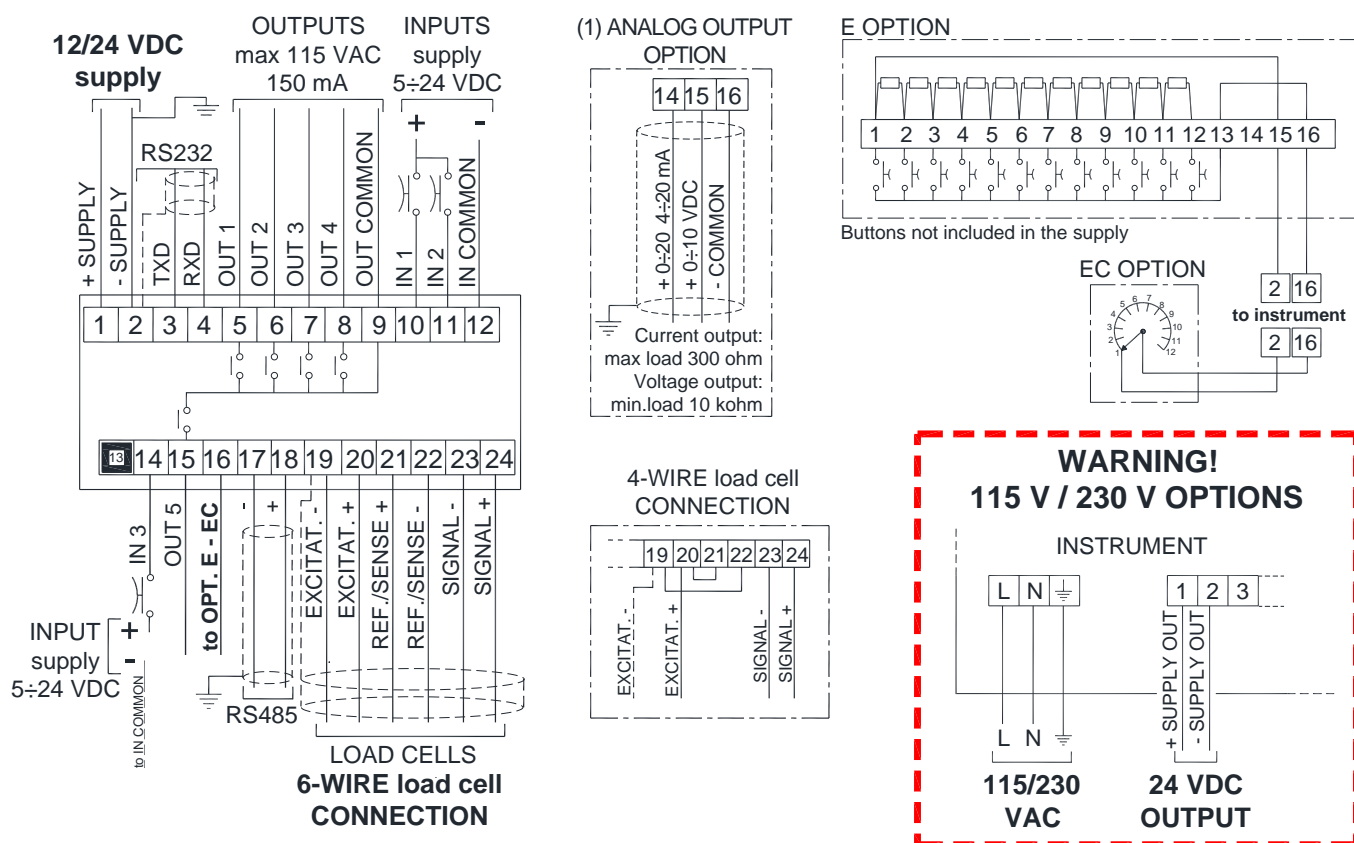 12/24 VDC
supply
OUTPUTS
max 115 VAC
150 mA
INPUTS
supply
5÷24 VDC
+
-
RS232
+ SUPPLY
- SUPPLY
TXD
RXD
OUT 1
OUT 2
OUT 3
OUT 4
OUT COMMON
IN 1
IN 2
IN COMMON
1 2 3 4 5 6 7 8 9 10 11 12
13 14 15 16 17 18 19 20 21 22 23 24
IN 3
OUT 5
to OPT. E - EC
-
+
EXCITAT. -
EXCITAT. +
REF./SENSE +
REF./SENSE -
SIGNAL -
SIGNAL +
INPUT
supply
5÷24 VDC
+
-
to IN COMMON
RS485
LOAD CELLS
6-WIRE load cell
CONNECTION
(1) ANALOG OUTPUT
OPTION
14 15 16
+ 0÷20 4÷20 mA
+ 0÷10 VDC
- COMMON
Current output:
max load 300 ohm
Voltage output:
min.load 10 kohm
4-WIRE load cell
CONNECTION
19 20 21 22 23 24
EXCITAT. -
EXCITAT. +
SIGNAL -
SIGNAL +
E OPTION
1 2 3 4 5 6 7 8 9 10 11 12 13 14 15 16
Buttons not included in the supply
EC OPTION
1 2 3 4 5 6 7 8 9 10 11 12
2 16
to instrument
2 16
WARNING!
115 V / 230 V OPTIONS
INSTRUMENT
L N
1 2 3
+ SUPPLY OUT
- SUPPLY OUT
L N
115/230
VAC
24 VDC
OUTPUT